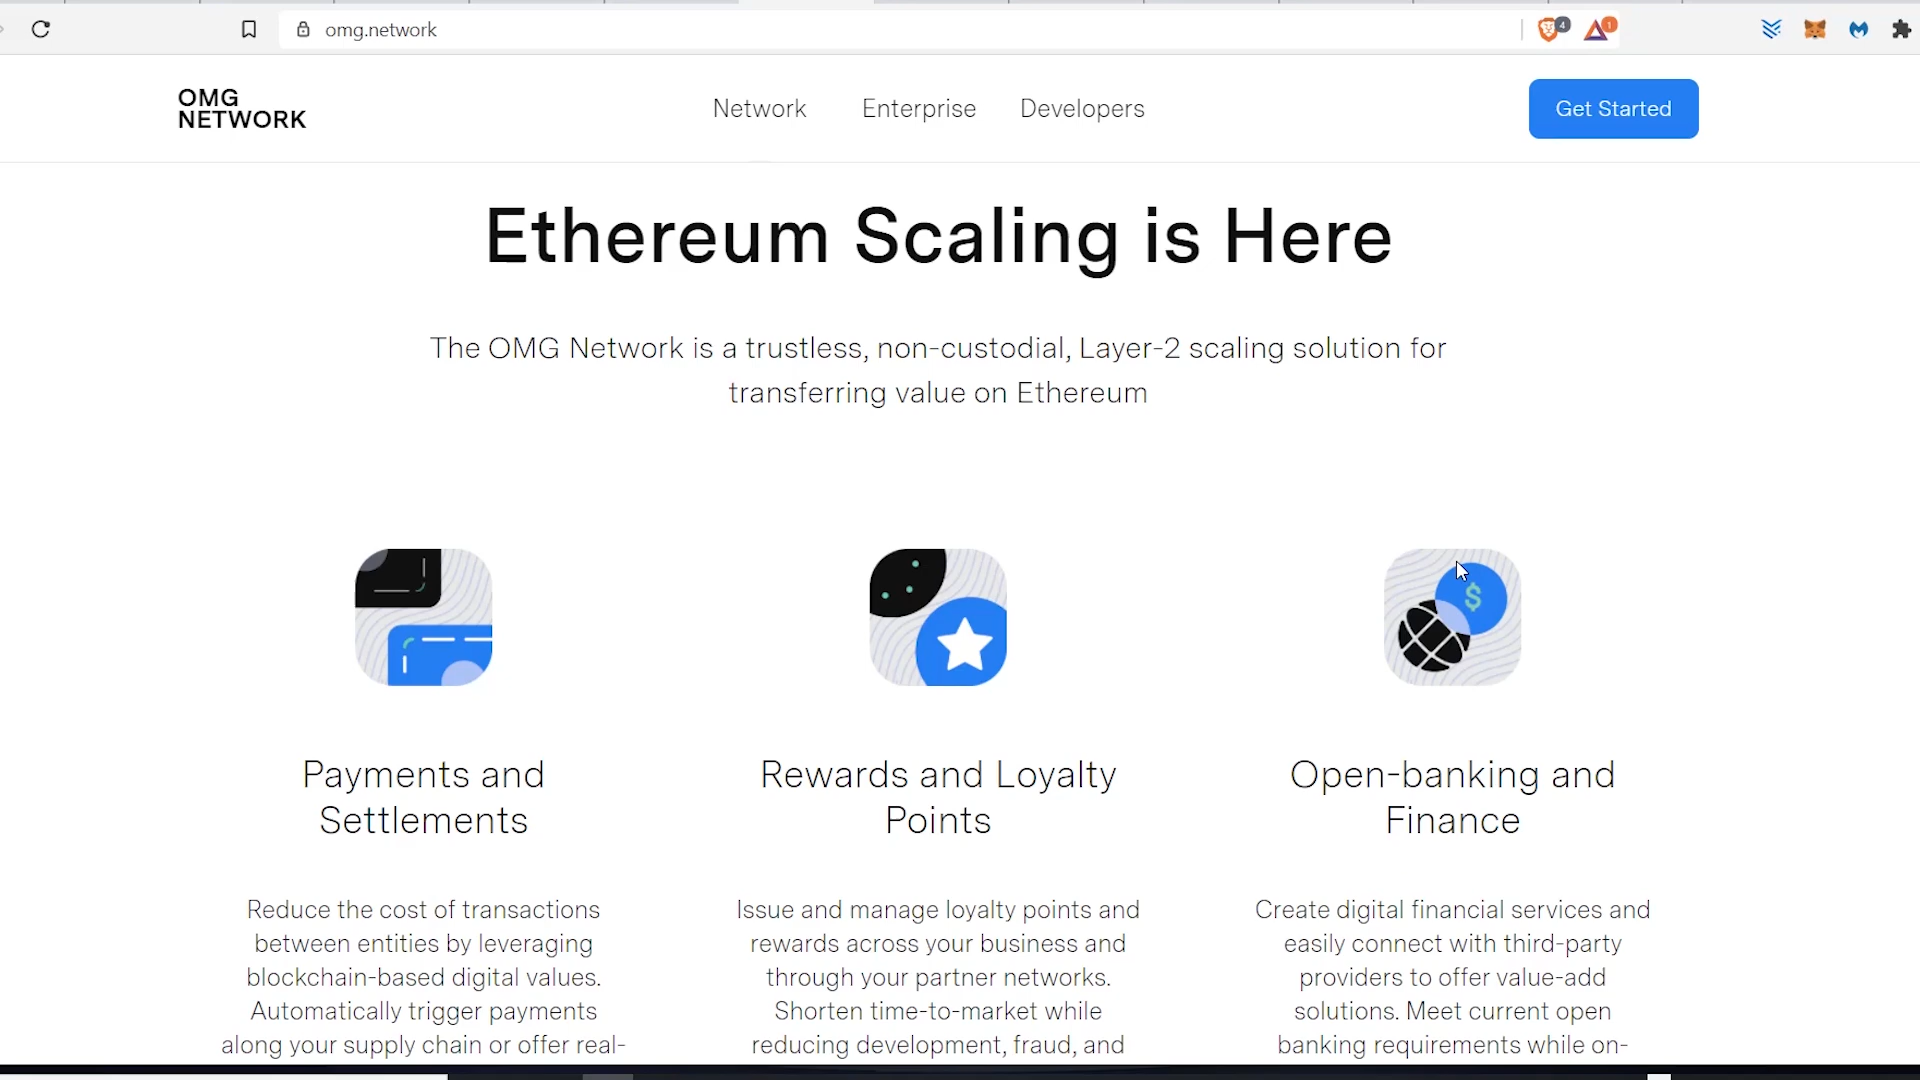 omg.network
4
1
OMG
NETWORK
Network
Enterprise
Developers
Get Started
Ethereum Scaling is Here
The OMG Network is a trustless, non-custodial, Layer-2 scaling solution for
transferring value on Ethereum
$
Payments and
Settlements
Reduce the cost of transactions
between entities by leveraging
blockchain-based digital values.
Automatically trigger payments
along your supply chain or offer real-
Rewards and Loyalty
Points
Issue and manage loyalty points and
rewards across your business and
through your partner networks.
Shorten time-to-market while
reducing development, fraud, and
Open-banking and
Finance
Create digital financial services and
easily connect with third-party
providers to offer value-add
solutions. Meet current open
banking requirements while on-